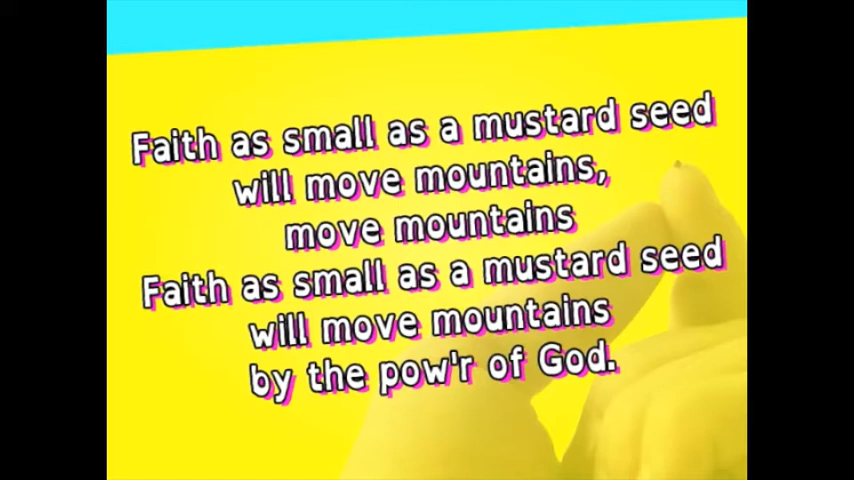 Faith as small as a mustard seed
will move mountains,
move mountains
Faith as small as a mustard seed
will move mountains
by the pow'r of God.